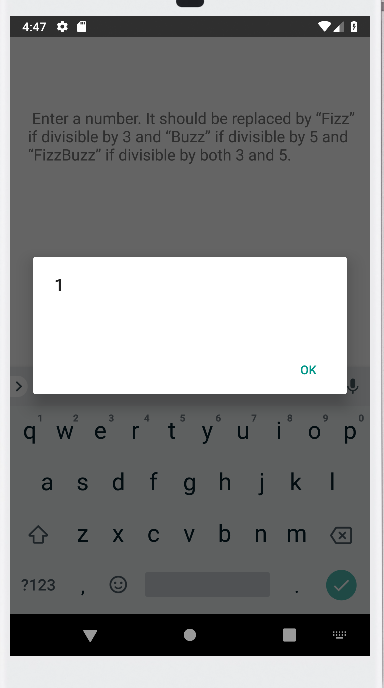 4:47
Enter a number. It should be replaced by “Fizz”
if divisible by 3 and “Buzz” if divisible by 5 and
“FizzBuzz” if divisible by both 3 and 5.
1
OK
1 2 3 4 5 6 7 8 9 0
q w e r t y u i o p
a s d f g h j k l
z x c v b n m
?123 , .